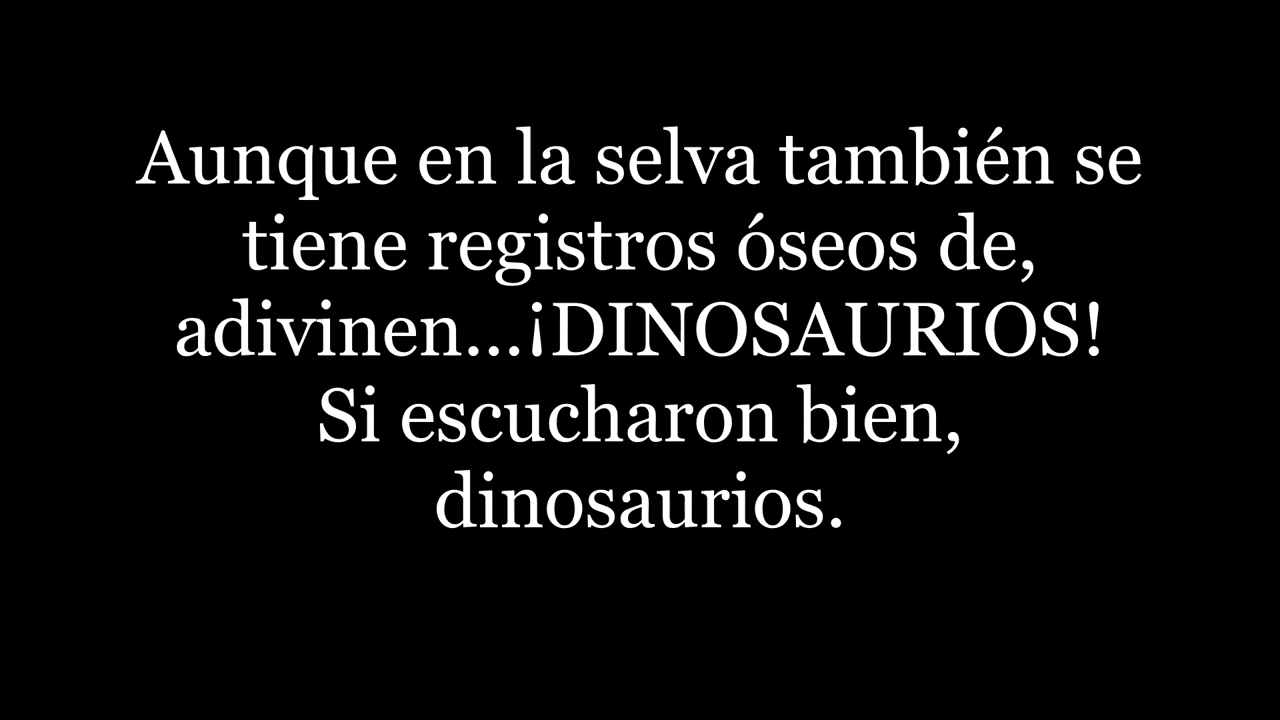 Aunque en la selva también se
tiene registros óseos de,
adivinen...¡DINOSAURIOS!
Si escucharon bien,
dinosaurios.